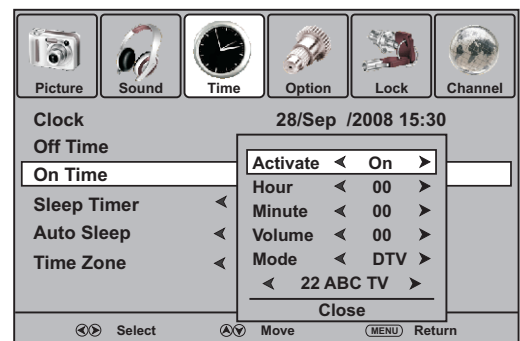 Picture Sound Time Option Lock Channel
Clock 28/Sep /2008 15:30
Off Time
On Time
Sleep Timer
Auto Sleep
Time Zone
Activate On
Hour 00
Minute 00
Volume 00
Mode DTV
22 ABC TV
Close
Select Move MENU Return